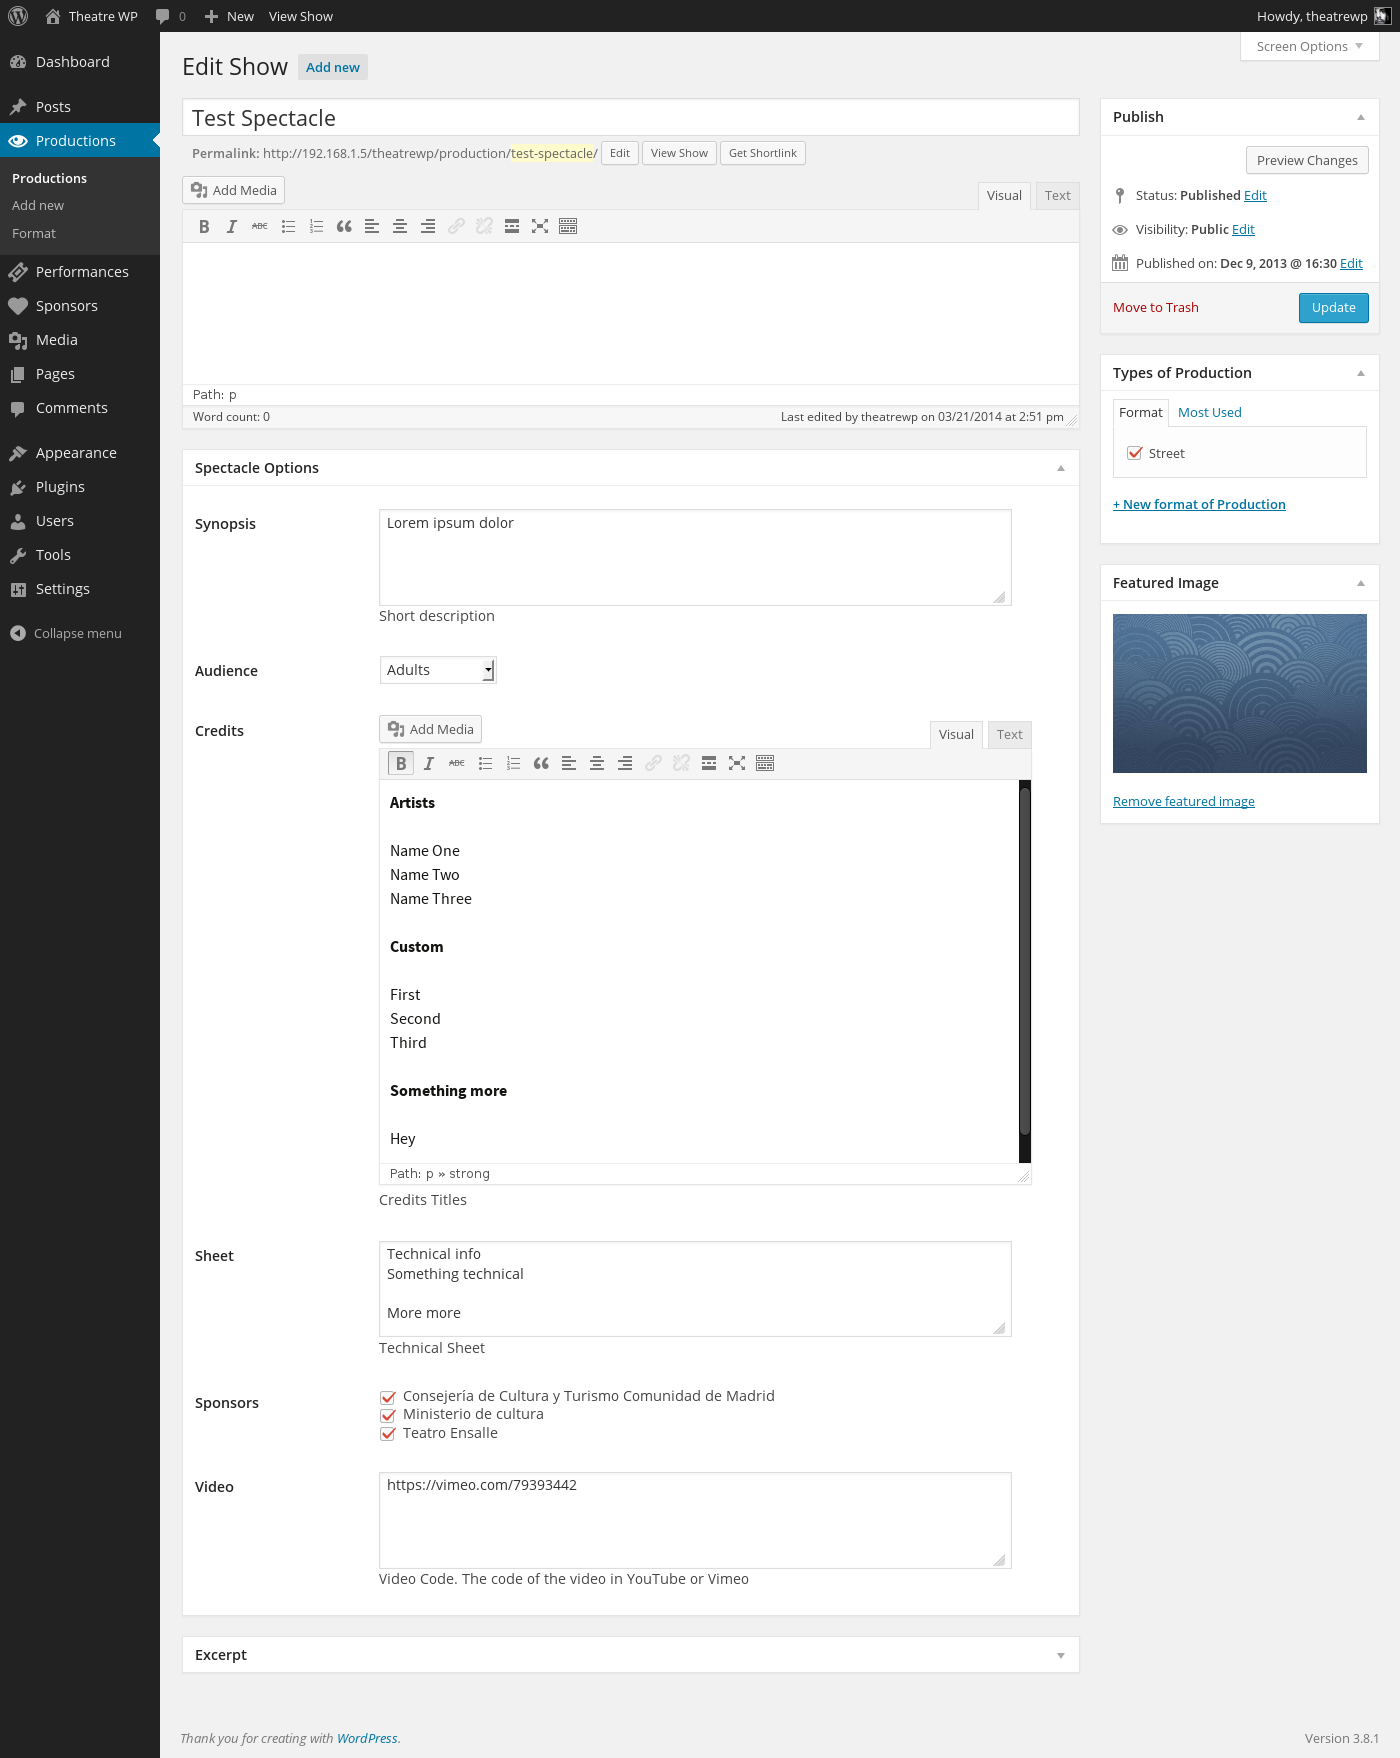 Theatre WP 0 New View Show Howdy, theatrewp
Screen Options
Dashboard
Posts
Productions
Productions
Add new
Format
Performances
Sponsors
Media
Pages
Comments
Appearance
Plugins
Users
Tools
Settings
Collapse menu
Edit Show Add new
Test Spectacle
Permalink: http://192.168.1.5/theatrewp/production/test-spectacle/ Edit View Show Get Shortlink
Add Media
Visual Text
B I ABC
Path: p
Word count: 0 Last edited by theatrewp on 03/21/2014 at 2:51 pm
Spectacle Options
Synopsis
Lorem ipsum dolor
Short description
Audience
Adults
Credits
Add Media
Visual Text
B I ABC
Artists
Name One
Name Two
Name Three
Custom
First
Second
Third
Something more
Hey
Path: p » strong
Credits Titles
Sheet
Technical info
Something technical
More more
Technical Sheet
Sponsors
Consejería de Cultura y Turismo Comunidad de Madrid
Ministerio de cultura
Teatro Ensalle
Video
https://vimeo.com/79393442
Video Code. The code of the video in YouTube or Vimeo
Excerpt
Publish
Preview Changes
Status: Published Edit
Visibility: Public Edit
Published on: Dec 9, 2013 @ 16:30 Edit
Move to Trash Update
Types of Production
Format Most Used
Street
+ New format of Production
Featured Image
Remove featured image
Thank you for creating with WordPress.
Version 3.8.1